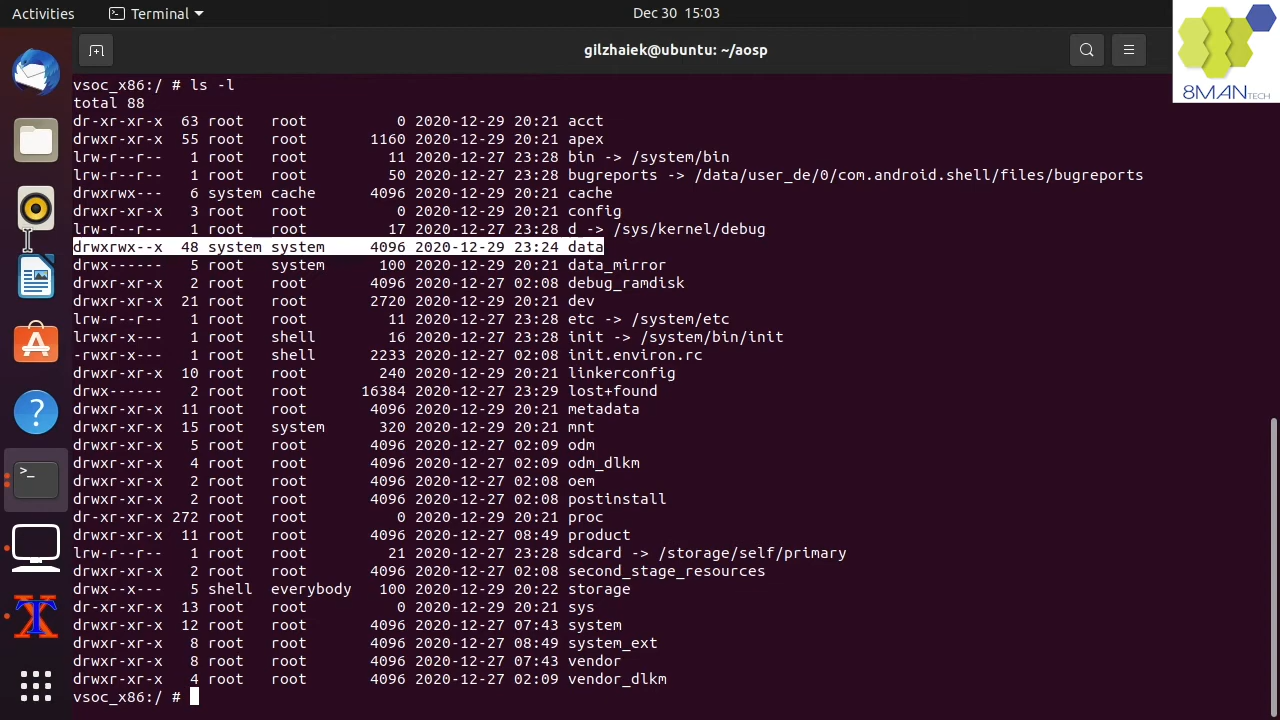 Activities
Terminal
Dec 30 15:03
gilzhaiek@ubuntu: ~/aosp
8MANTECH
vsoc_x86:/ # ls -l
total 88
dr-xr-xr-x  63 root   root          0 2020-12-29 20:21 acct
drwxr-xr-x  55 root   root       1160 2020-12-29 20:21 apex
lrw-r--r--   1 root   root         11 2020-12-27 23:28 bin -> /system/bin
lrw-r--r--   1 root   root         50 2020-12-27 23:28 bugreports -> /data/user_de/0/com.android.shell/files/bugreports
drwxrwx---   6 system cache      4096 2020-12-29 20:21 cache
drwxr-xr-x   3 root   root          0 2020-12-29 20:21 config
lrw-r--r--   1 root   root         17 2020-12-27 23:28 d -> /sys/kernel/debug
drwxrwx--x  48 system system     4096 2020-12-29 23:24 data
drwx------   5 root   system      100 2020-12-29 20:21 data_mirror
drwxr-xr-x   2 root   root       4096 2020-12-27 02:08 debug_ramdisk
drwxr-xr-x  21 root   root       2720 2020-12-29 20:21 dev
lrw-r--r--   1 root   root         11 2020-12-27 23:28 etc -> /system/etc
lrwxr-x---   1 root   shell        16 2020-12-27 23:28 init -> /system/bin/init
-rwxr-x---   1 root   shell      2233 2020-12-27 02:08 init.environ.rc
drwxr-xr-x  10 root   root        240 2020-12-29 20:21 linkerconfig
drwx------   2 root   root      16384 2020-12-27 23:29 lost+found
drwxr-xr-x  11 root   root       4096 2020-12-29 20:21 metadata
drwxr-xr-x  15 root   system      320 2020-12-29 20:21 mnt
drwxr-xr-x   5 root   root       4096 2020-12-27 02:09 odm
drwxr-xr-x   4 root   root       4096 2020-12-27 02:09 odm_dlkm
drwxr-xr-x   2 root   root       4096 2020-12-27 02:08 oem
drwxr-xr-x   2 root   root       4096 2020-12-27 02:08 postinstall
dr-xr-xr-x 272 root   root          0 2020-12-29 20:21 proc
drwxr-xr-x  11 root   root       4096 2020-12-27 08:49 product
lrw-r--r--   1 root   root         21 2020-12-27 23:28 sdcard -> /storage/self/primary
drwxr-xr-x   2 root   root       4096 2020-12-27 02:08 second_stage_resources
drwx--x---   5 shell  everybody   100 2020-12-29 20:22 storage
dr-xr-xr-x  13 root   root          0 2020-12-29 20:21 sys
drwxr-xr-x  12 root   root       4096 2020-12-27 07:43 system
drwxr-xr-x   8 root   root       4096 2020-12-27 08:49 system_ext
drwxr-xr-x   8 root   root       4096 2020-12-27 07:43 vendor
drwxr-xr-x   4 root   root       4096 2020-12-27 02:09 vendor_dlkm
vsoc_x86:/ #